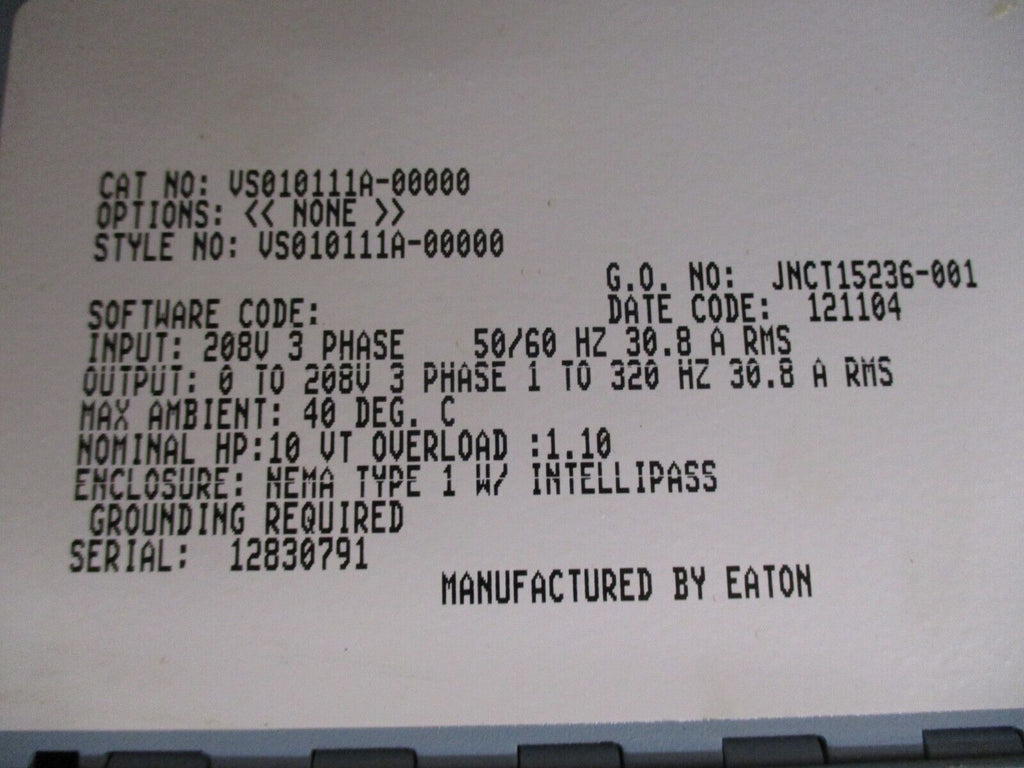 CAT NO: VS010111A-00000
OPTIONS: << NONE >>
STYLE NO: VS010111A-00000
G.O. NO: JNCT15236-001
SOFTWARE CODE: DATE CODE: 121104
INPUT: 208V 3 PHASE 50/60 HZ 30.8 A RMS
OUTPUT: 0 TO 208V 3 PHASE 1 TO 320 HZ 30.8 A RMS
MAX AMBIENT: 40 DEG. C
NOMINAL HP:10 VT OVERLOAD :1.10
ENCLOSURE: NEMA TYPE 1 W/ INTELLIPASS
GROUNDING REQUIRED
SERIAL: 12830791
MANUFACTURED BY EATON